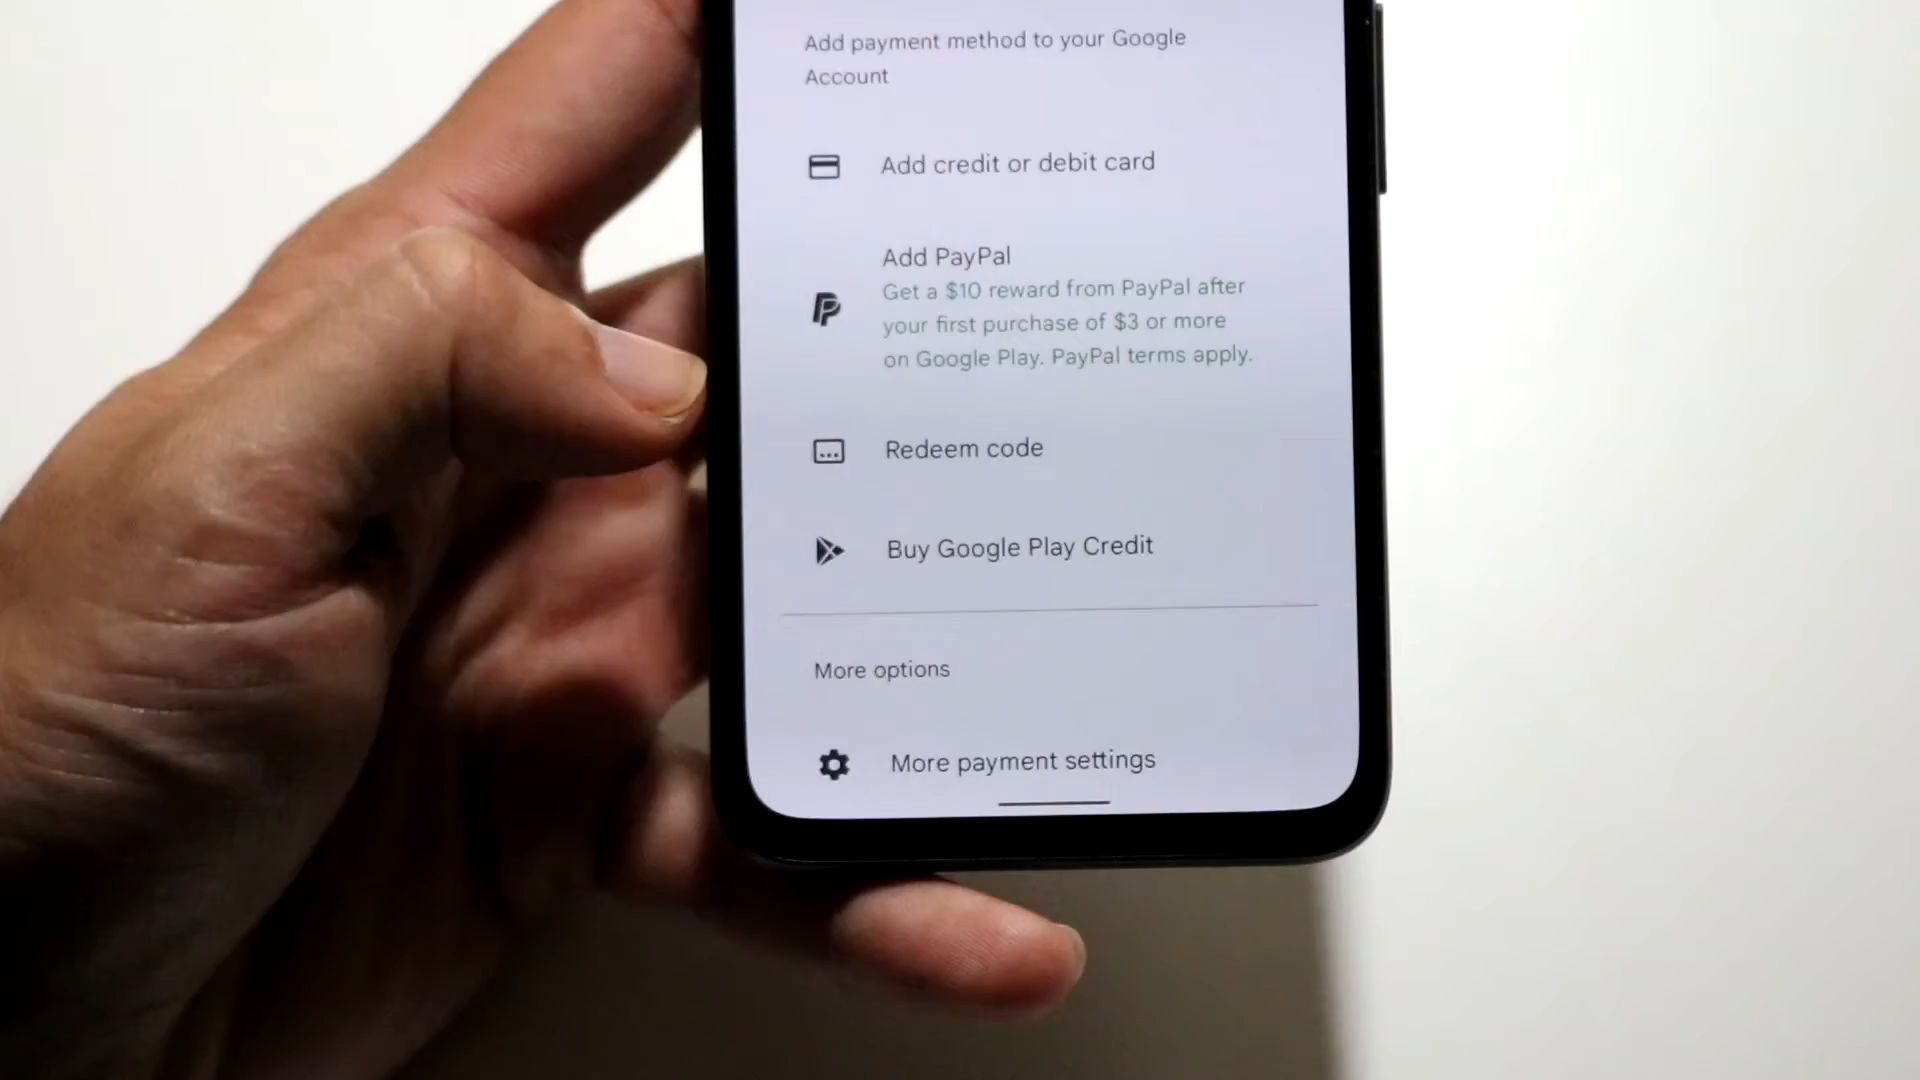 Add payment method to your Google
Account
Add credit or debit card
Add PayPal
Get a $10 reward from PayPal after
your first purchase of $3 or more
on Google Play. PayPal terms apply.
Redeem code
Buy Google Play Credit
More options
More payment settings